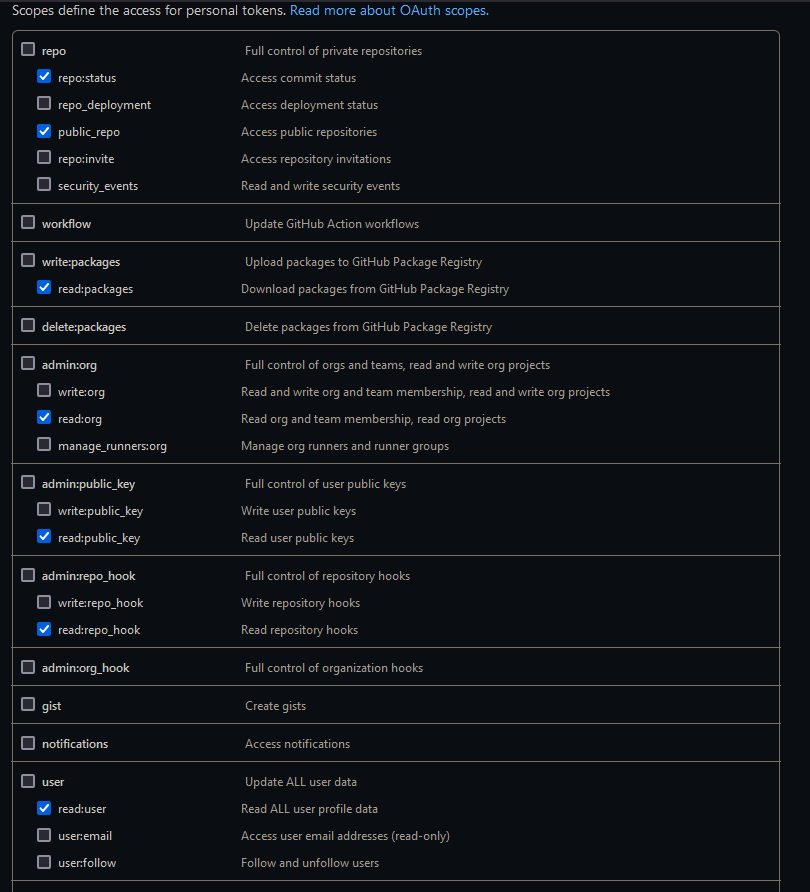 Scopes define the access for personal tokens. Read more about OAuth scopes.
repo Full control of private repositories
repo:status Access commit status
repo_deployment Access deployment status
public_repo Access public repositories
repo:invite Access repository invitations
security_events Read and write security events
workflow Update GitHub Action workflows
write:packages Upload packages to GitHub Package Registry
read:packages Download packages from GitHub Package Registry
delete:packages Delete packages from GitHub Package Registry
admin:org Full control of orgs and teams, read and write org projects
write:org Read and write org and team membership, read and write org projects
read:org Read org and team membership, read org projects
manage_runners:org Manage org runners and runner groups
admin:public_key Full control of user public keys
write:public_key Write user public keys
read:public_key Read user public keys
admin:repo_hook Full control of repository hooks
write:repo_hook Write repository hooks
read:repo_hook Read repository hooks
admin:org_hook Full control of organization hooks
gist Create gists
notifications Access notifications
user Update ALL user data
read:user Read ALL user profile data
user:email Access user email addresses (read-only)
user:follow Follow and unfollow users